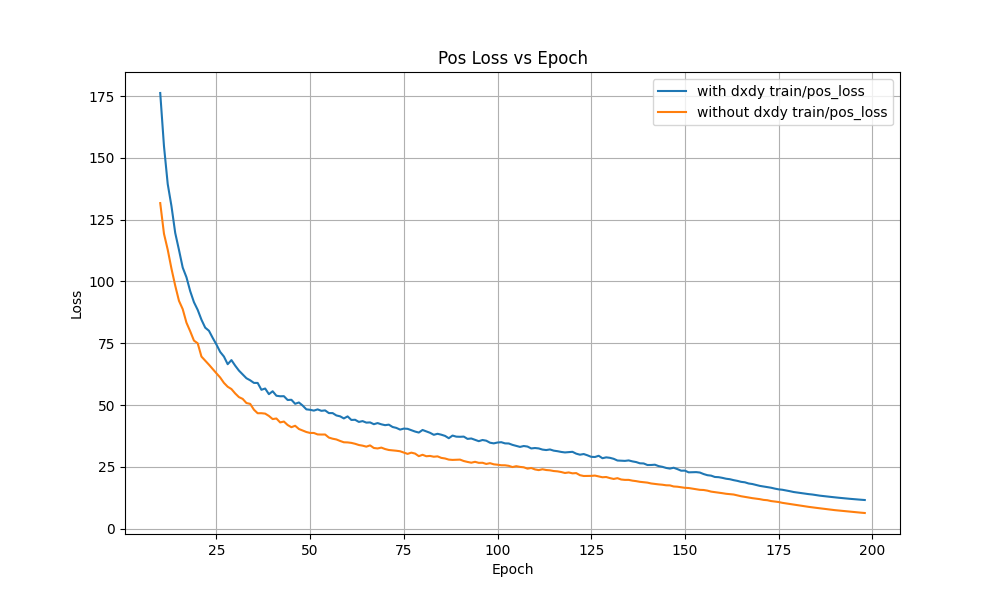 Pos Loss vs Epoch
with dxdy train/pos_loss
without dxdy train/pos_loss
Loss
175
150
125
100
75
50
25
0
25 50 75 100 125 150 175 200
Epoch